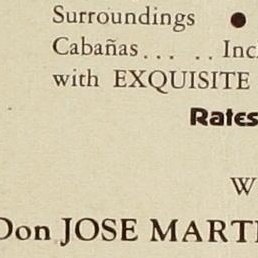 Surroundings ●
Cabañas... .. Inc
with EXQUISITE
Rates
W
Don JOSE MARTI